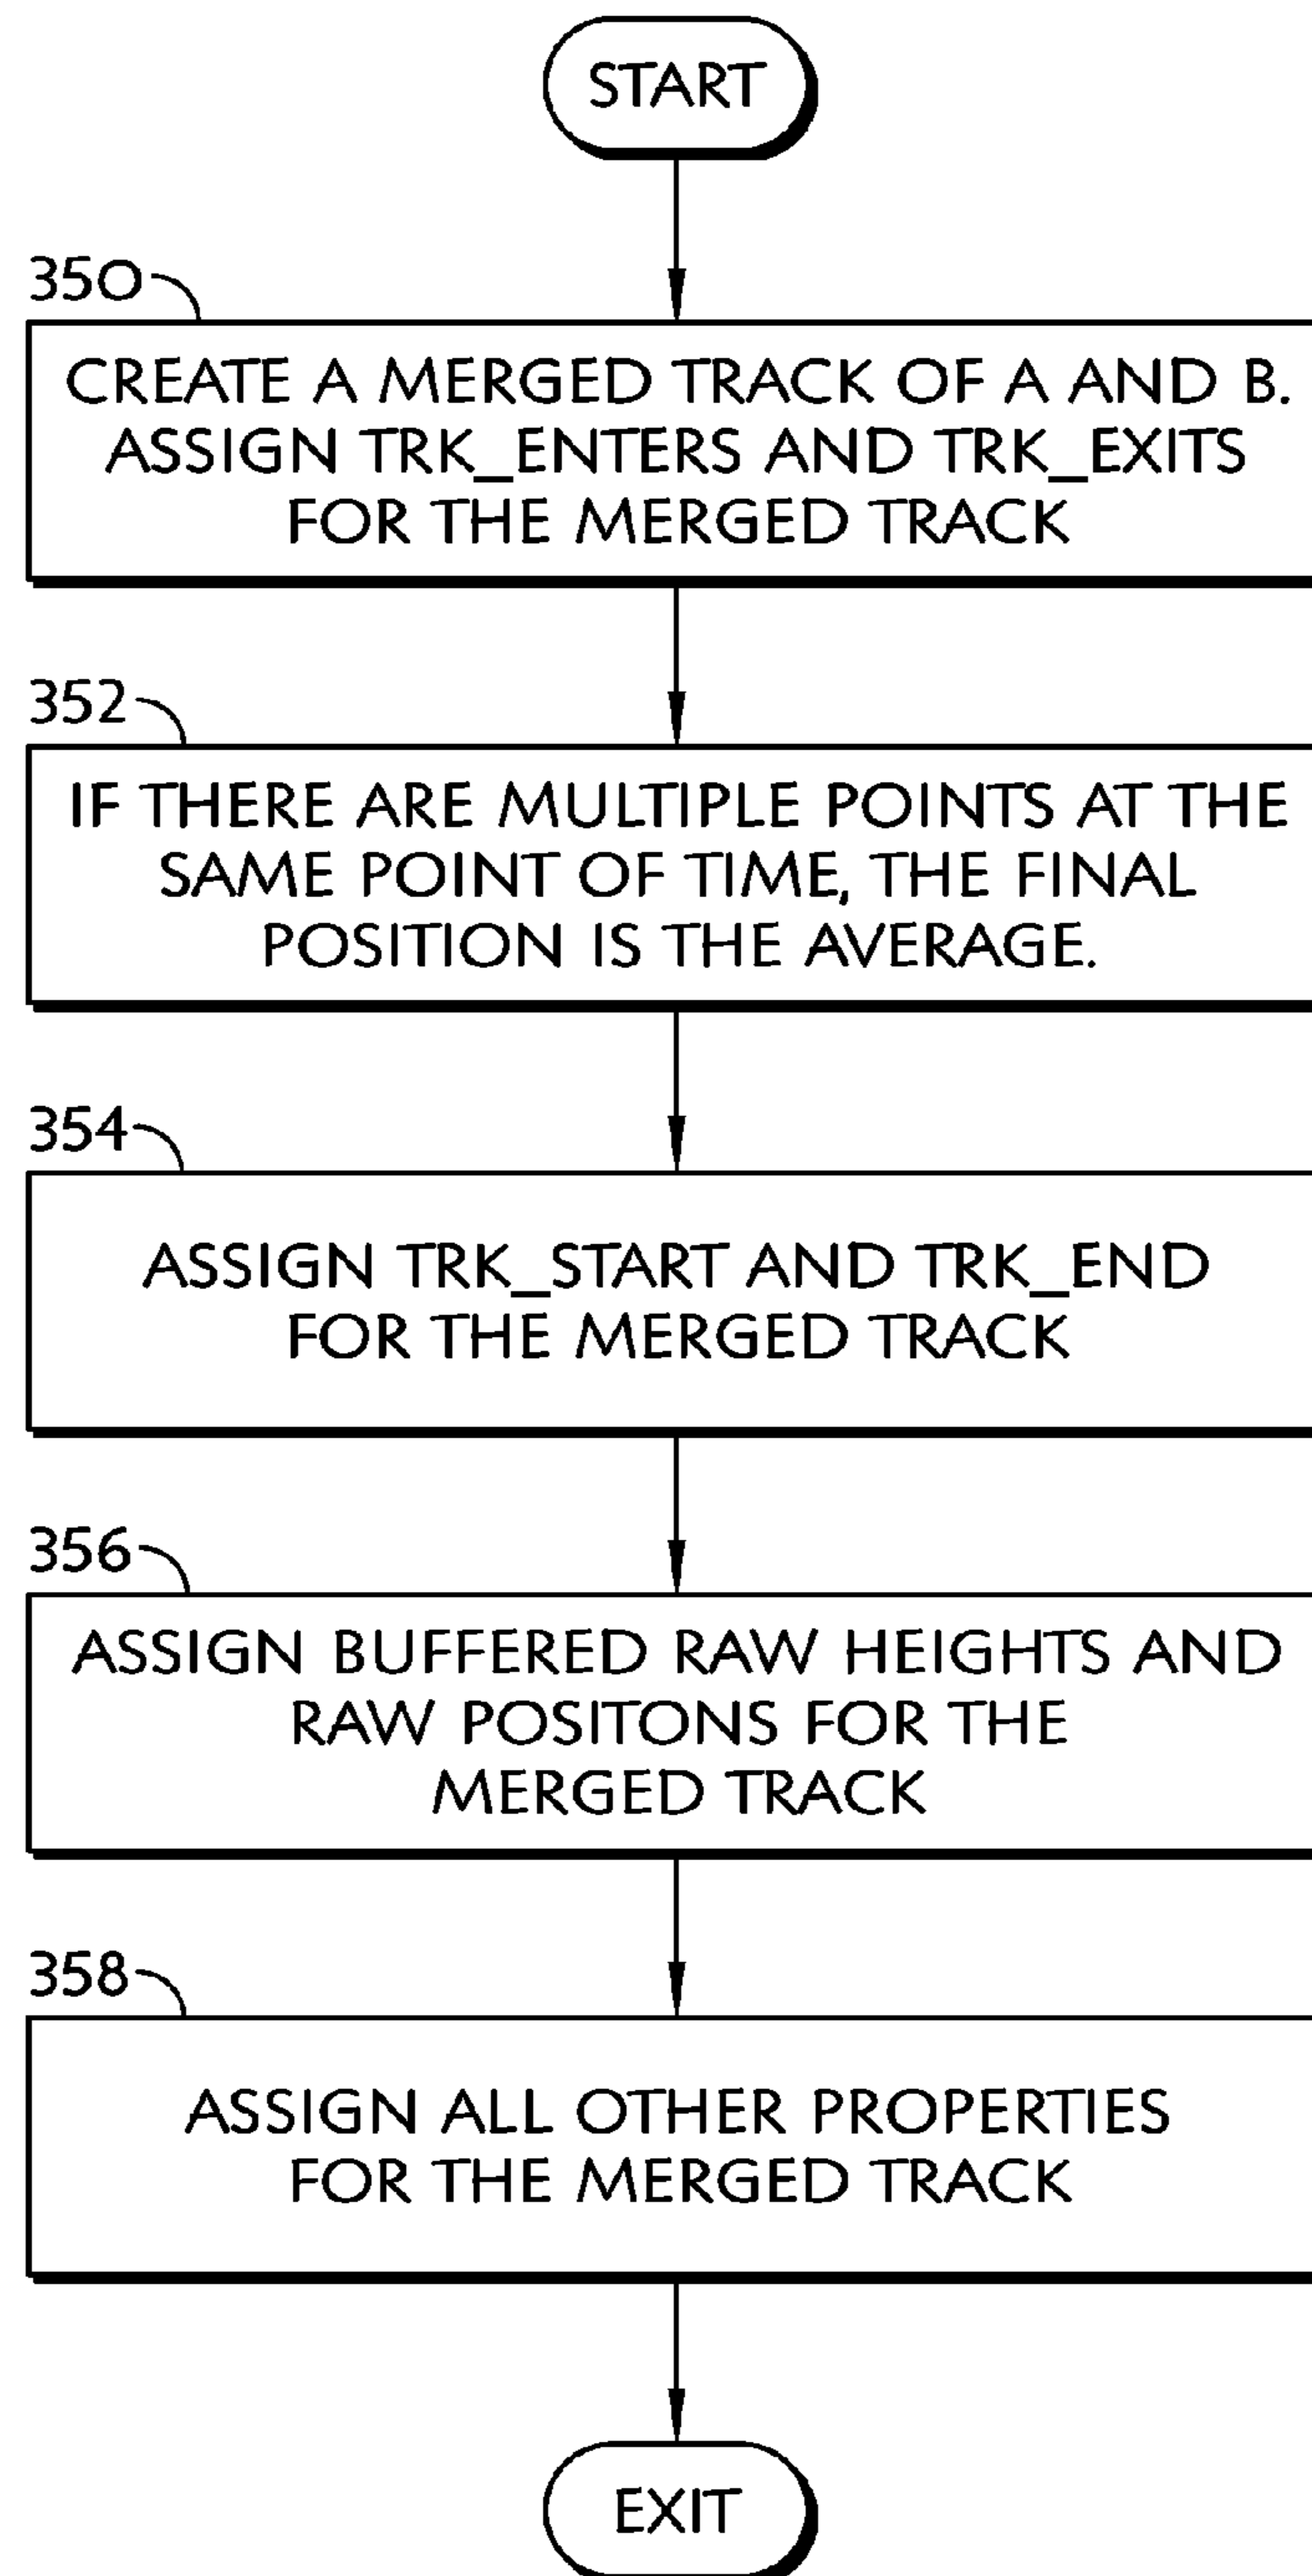 START
350
CREATE A MERGED TRACK OF A AND B.
ASSIGN TRK_ENTERS AND TRK_EXITS
FOR THE MERGED TRACK
352
IF THERE ARE MULTIPLE POINTS AT THE
SAME POINT OF TIME, THE FINAL
POSITION IS THE AVERAGE.
354
ASSIGN TRK_START AND TRK_END
FOR THE MERGED TRACK
356
ASSIGN BUFFERED RAW HEIGHTS AND
RAW POSITONS FOR THE
MERGED TRACK
358
ASSIGN ALL OTHER PROPERTIES
FOR THE MERGED TRACK
EXIT